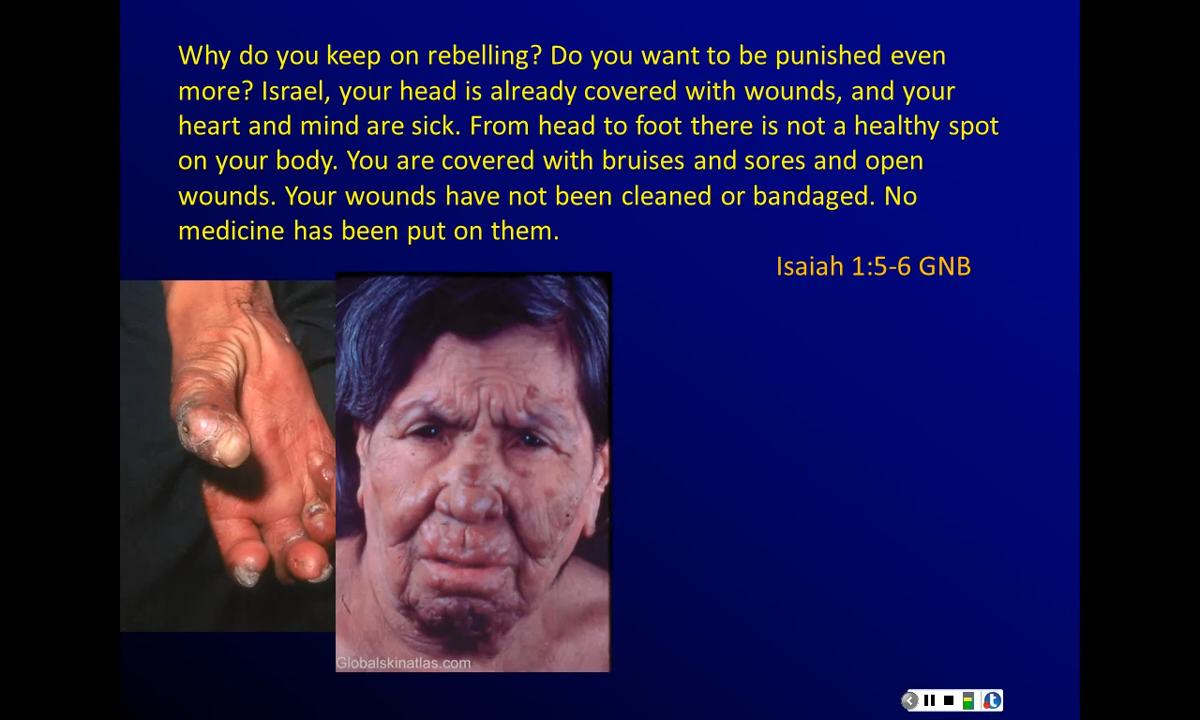 Why do you keep on rebelling? Do you want to be punished even
more? Israel, your head is already covered with wounds, and your
heart and mind are sick. From head to foot there is not a healthy spot
on your body. You are covered with bruises and sores and open
wounds. Your wounds have not been cleaned or bandaged. No
medicine has been put on them.
Isaiah 1:5-6 GNB
Globalskinatlas.com